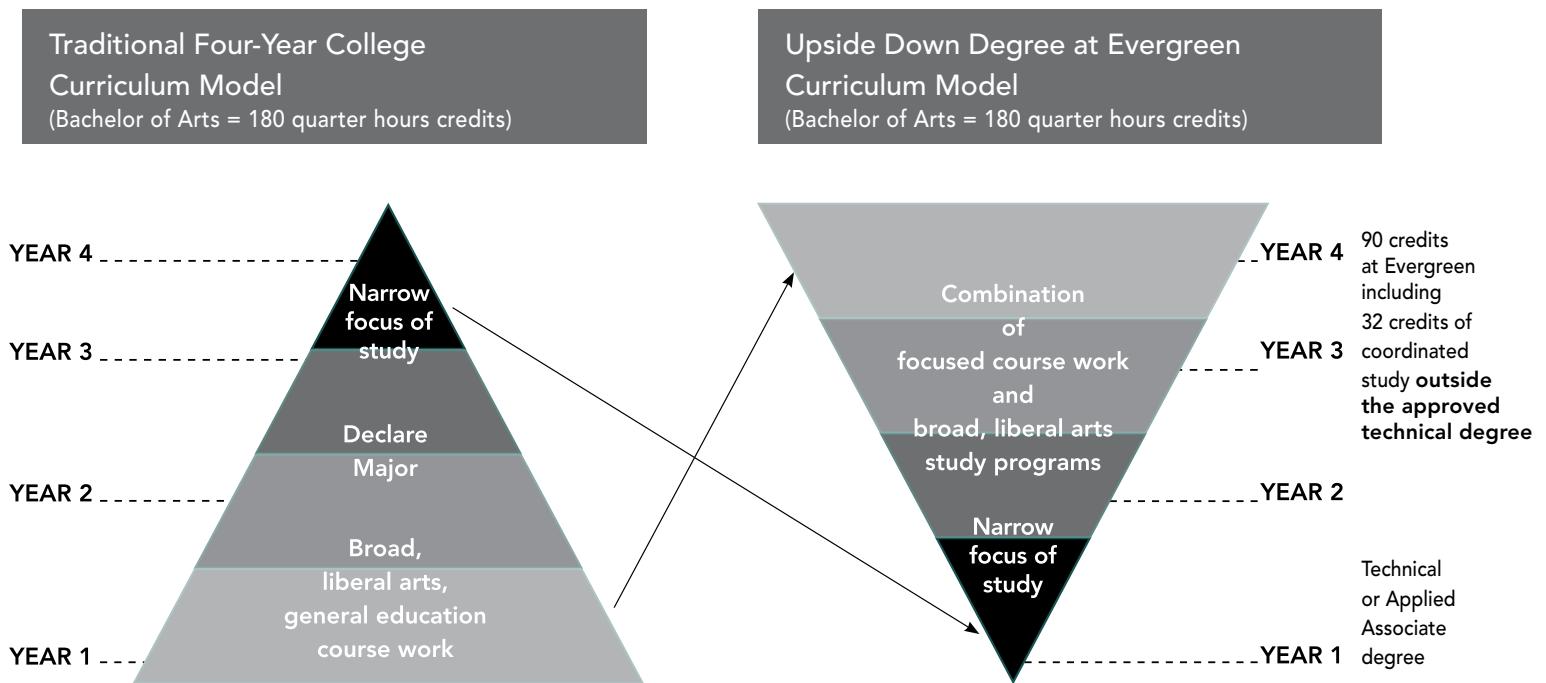 Traditional Four-Year College
Curriculum Model
(Bachelor of Arts = 180 quarter hours credits)
YEAR 4
YEAR 3
YEAR 2
YEAR 1
Narrow
focus of
study
Declare
Major
Broad,
liberal arts,
general education
course work
Upside Down Degree at Evergreen
Curriculum Model
(Bachelor of Arts = 180 quarter hours credits)
Combination
of
focused course work
and
broad, liberal arts
study programs
Narrow
focus of
study
YEAR 4
YEAR 3
YEAR 2
YEAR 1
90 credits
at Evergreen
including
32 credits of
coordinated
study outside
the approved
technical degree
Technical
or Applied
Associate
degree